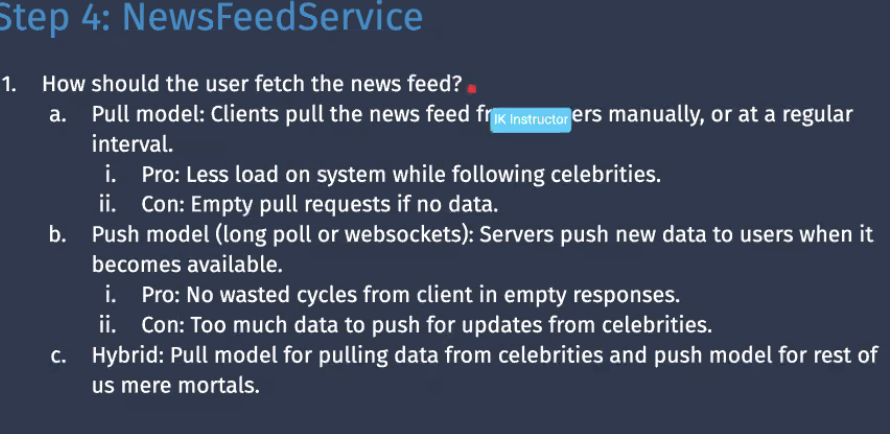 Step 4: NewsFeedService
1. How should the user fetch the news feed?
a. Pull model: Clients pull the news feed fr IK Instructor ers manually, or at a regular
interval.
i. Pro: Less load on system while following celebrities.
ii. Con: Empty pull requests if no data.
b. Push model (long poll or websockets): Servers push new data to users when it
becomes available.
i. Pro: No wasted cycles from client in empty responses.
ii. Con: Too much data to push for updates from celebrities.
c. Hybrid: Pull model for pulling data from celebrities and push model for rest of
us mere mortals.